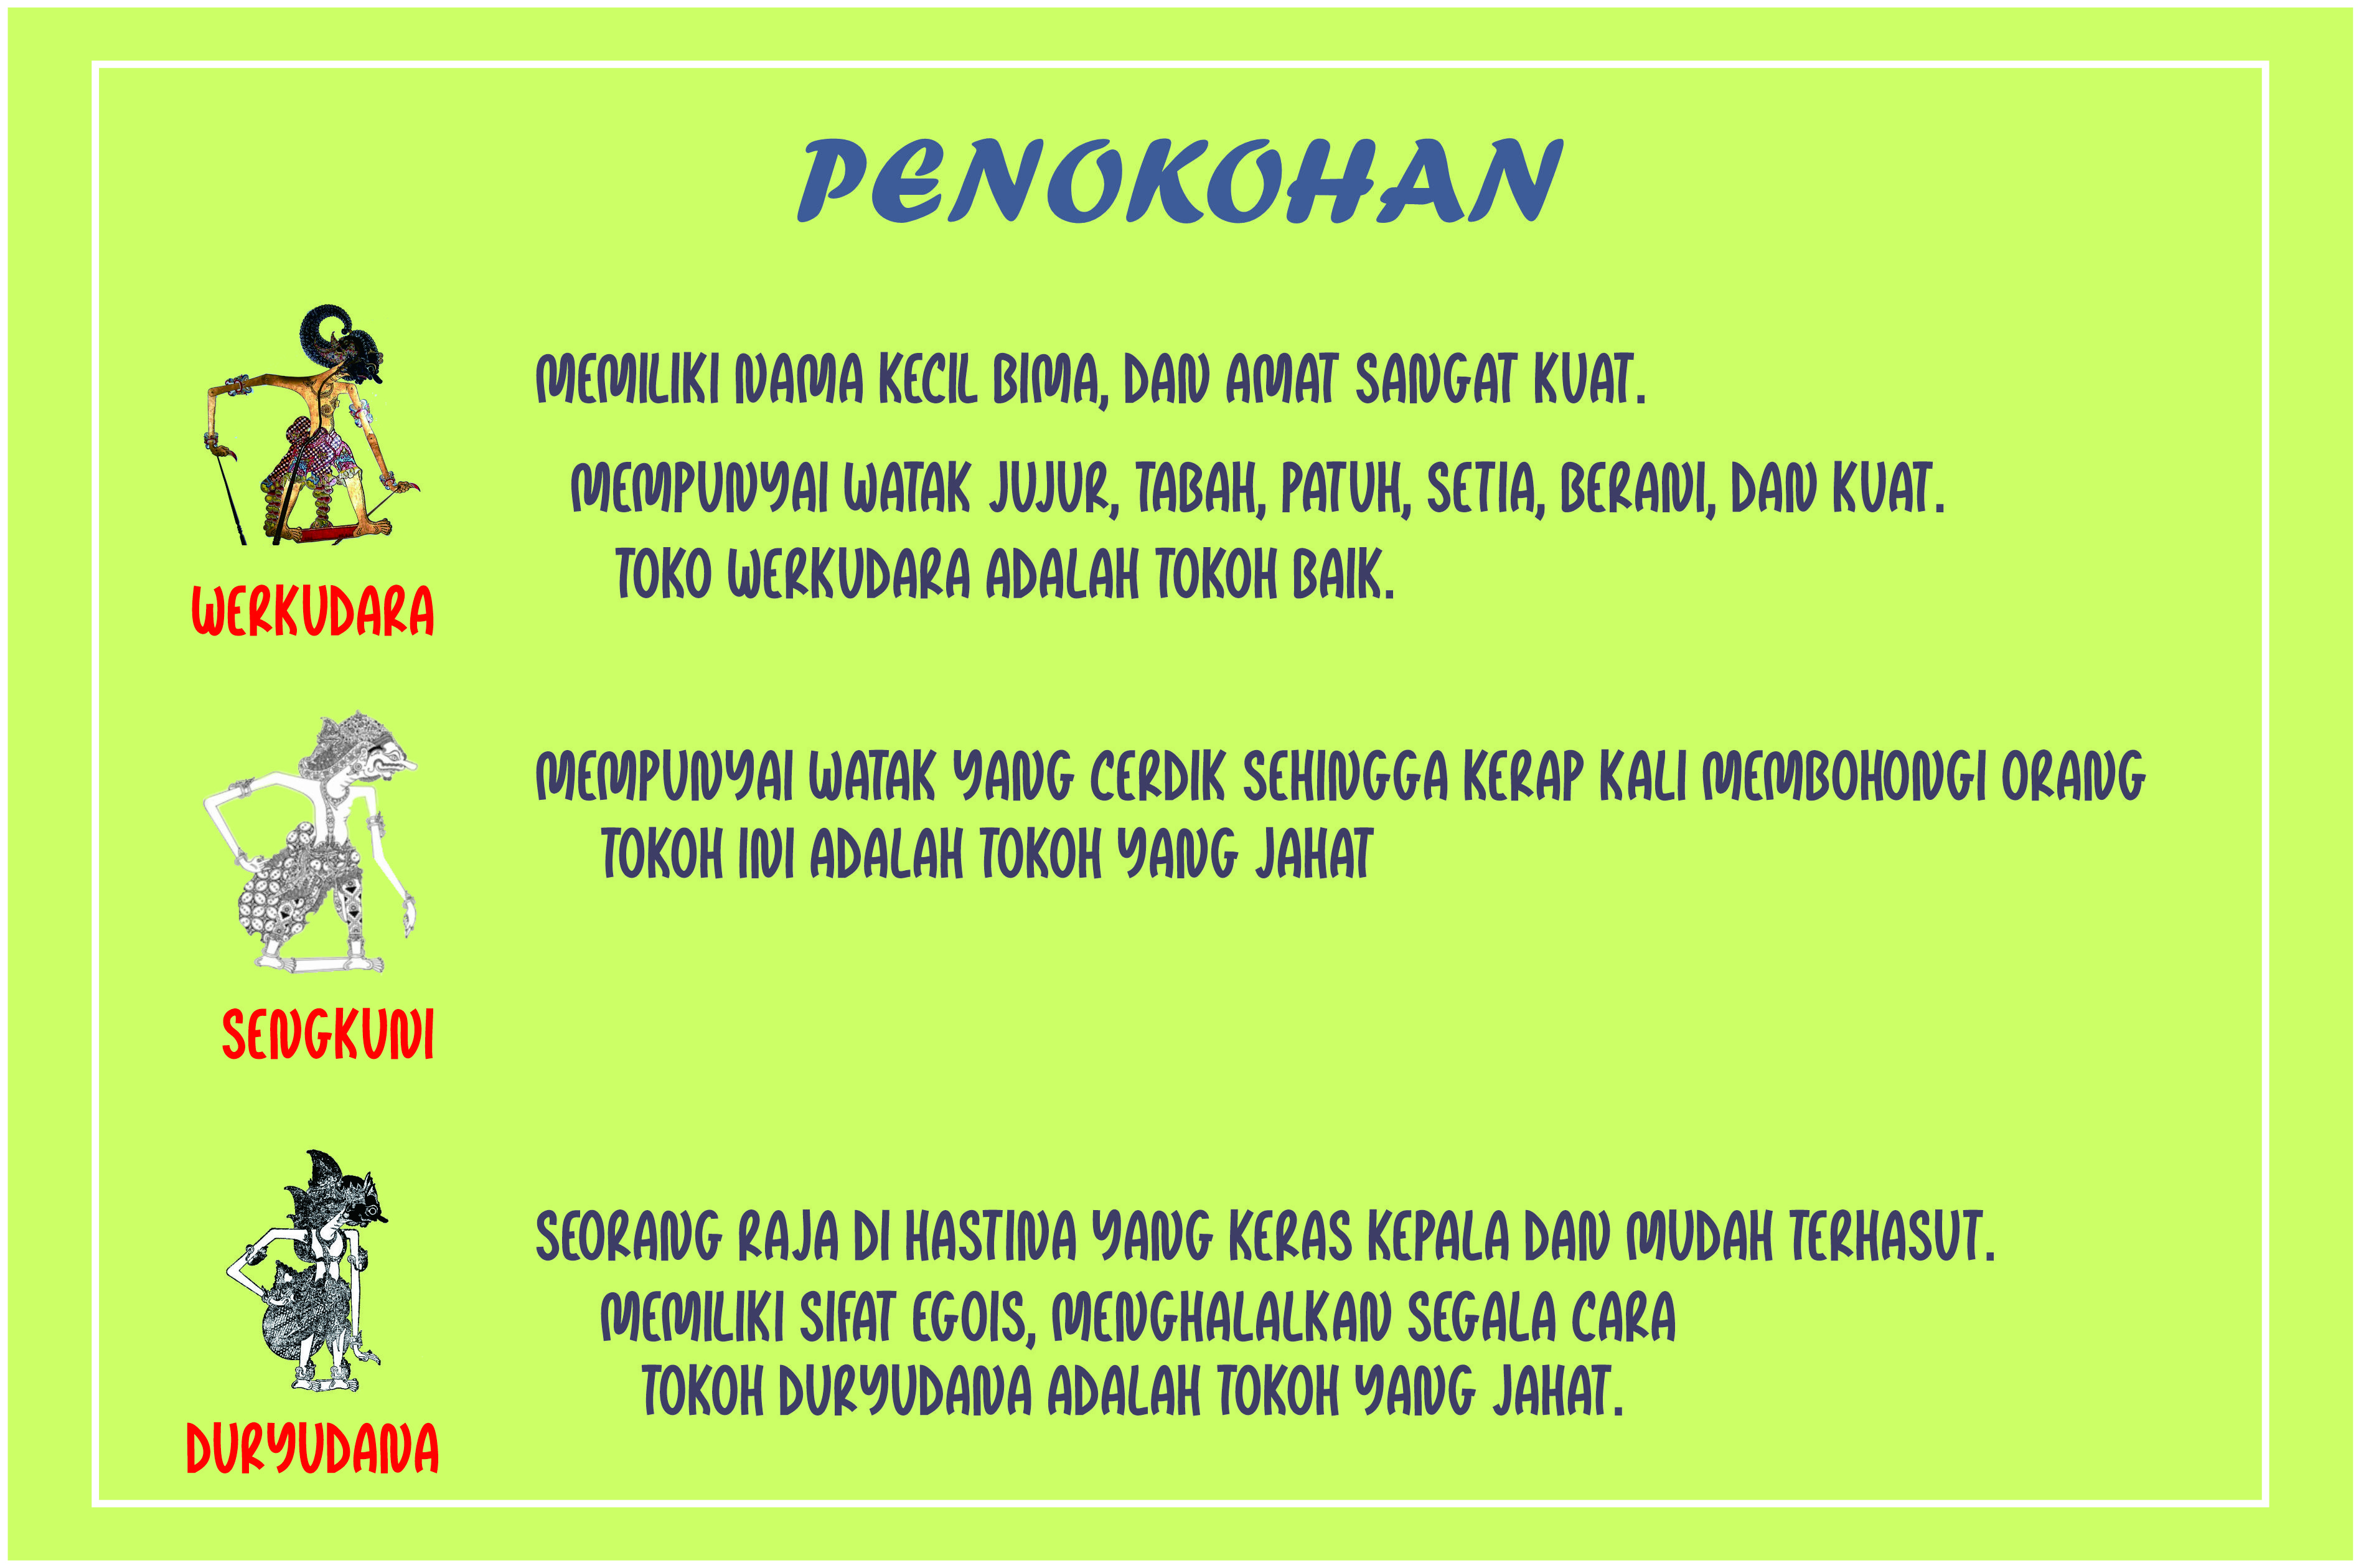 PENOKOHAN
MEMILIKI NAMA KECIL BIMA, DAN AMAT SANGAT KUAT.
MEMPUNYAI WATAK JUJUR, TABAH, PATUH, SETIA, BERANI, DAN KUAT.
TOKO WERKUDARA ADALAH TOKOH BAIK.
WERKUDARA
MEMPUNYAI WATAK YANG CERDIK SEHINGGA KERAP KALI MEMBOHONGI ORANG
TOKOH INI ADALAH TOKOH YANG JAHAT
SENGKUNI
SEORANG RAJA DI HASTINA YANG KERAS KEPALA DAN MUDAH TERHASUT.
MEMILIKI SIFAT EGOIS, MENGHALALKAN SEGALA CARA
TOKOH DURYUDANA ADALAH TOKOH YANG JAHAT.
DURYUDANA